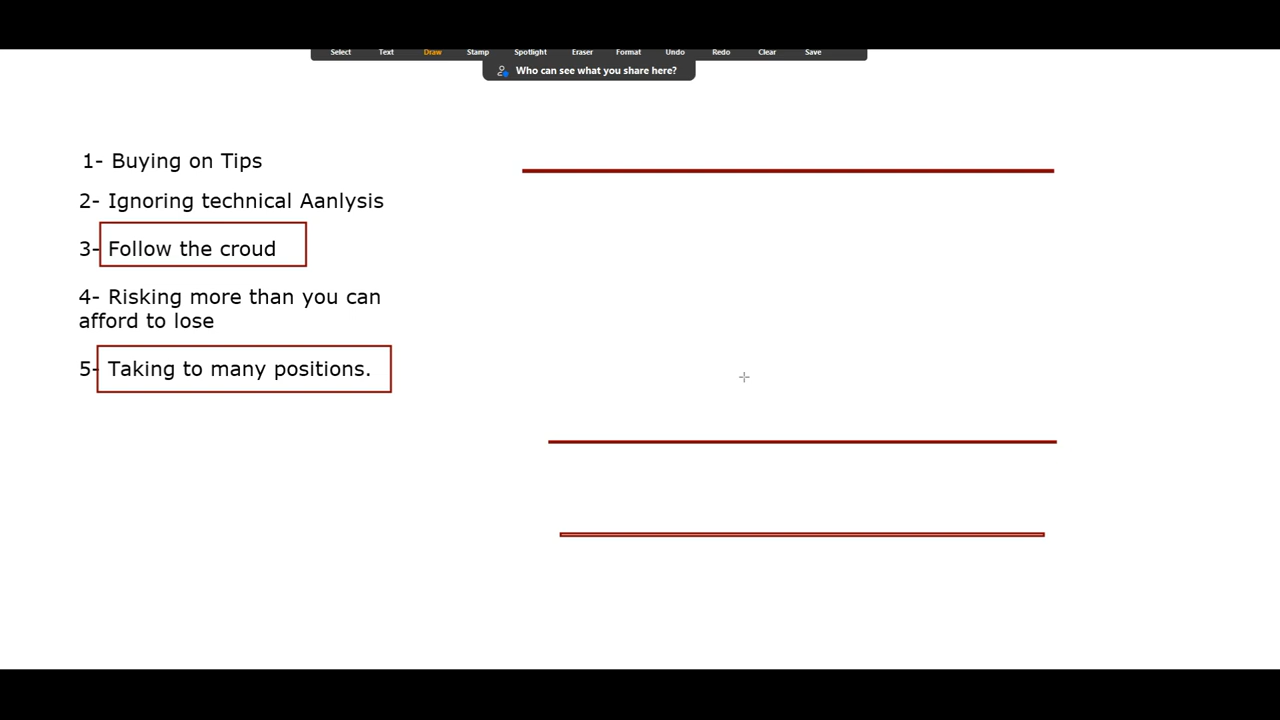 Select Text Draw Stamp Spotlight Eraser Format Undo Redo Clear Save
Who can see what you share here?
1- Buying on Tips
2- Ignoring technical Aanlysis
3- Follow the croud
4- Risking more than you can
afford to lose
5- Taking to many positions.